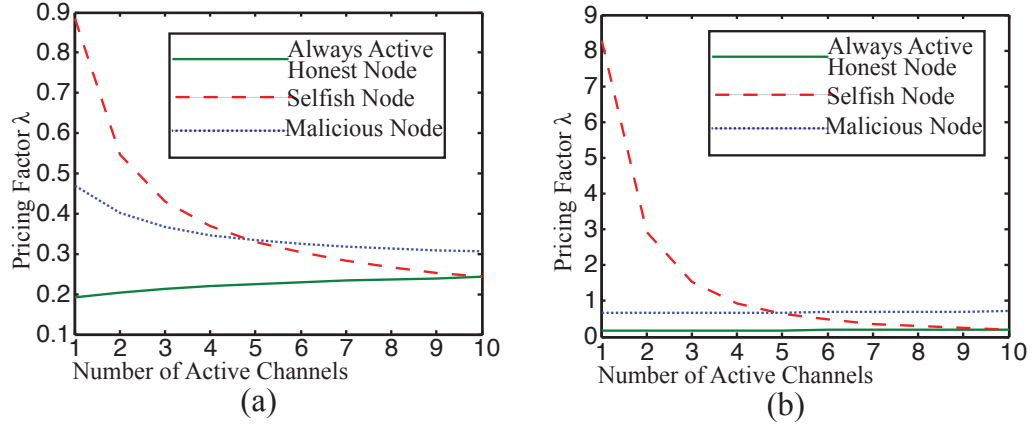 0.9
0.8
0.7
0.6
0.5
0.4
0.3
0.2
0.1
Pricing Factor λ
Always Active
Honest Node
Selfish Node
Malicious Node
1 2 3 4 5 6 7 8 9 10
Number of Active Channels
(a)
9
8
7
6
5
4
3
2
1
0
Pricing Factor λ
Always Active
Honest Node
Selfish Node
Malicious Node
1 2 3 4 5 6 7 8 9 10
Number of Active Channels
(b)